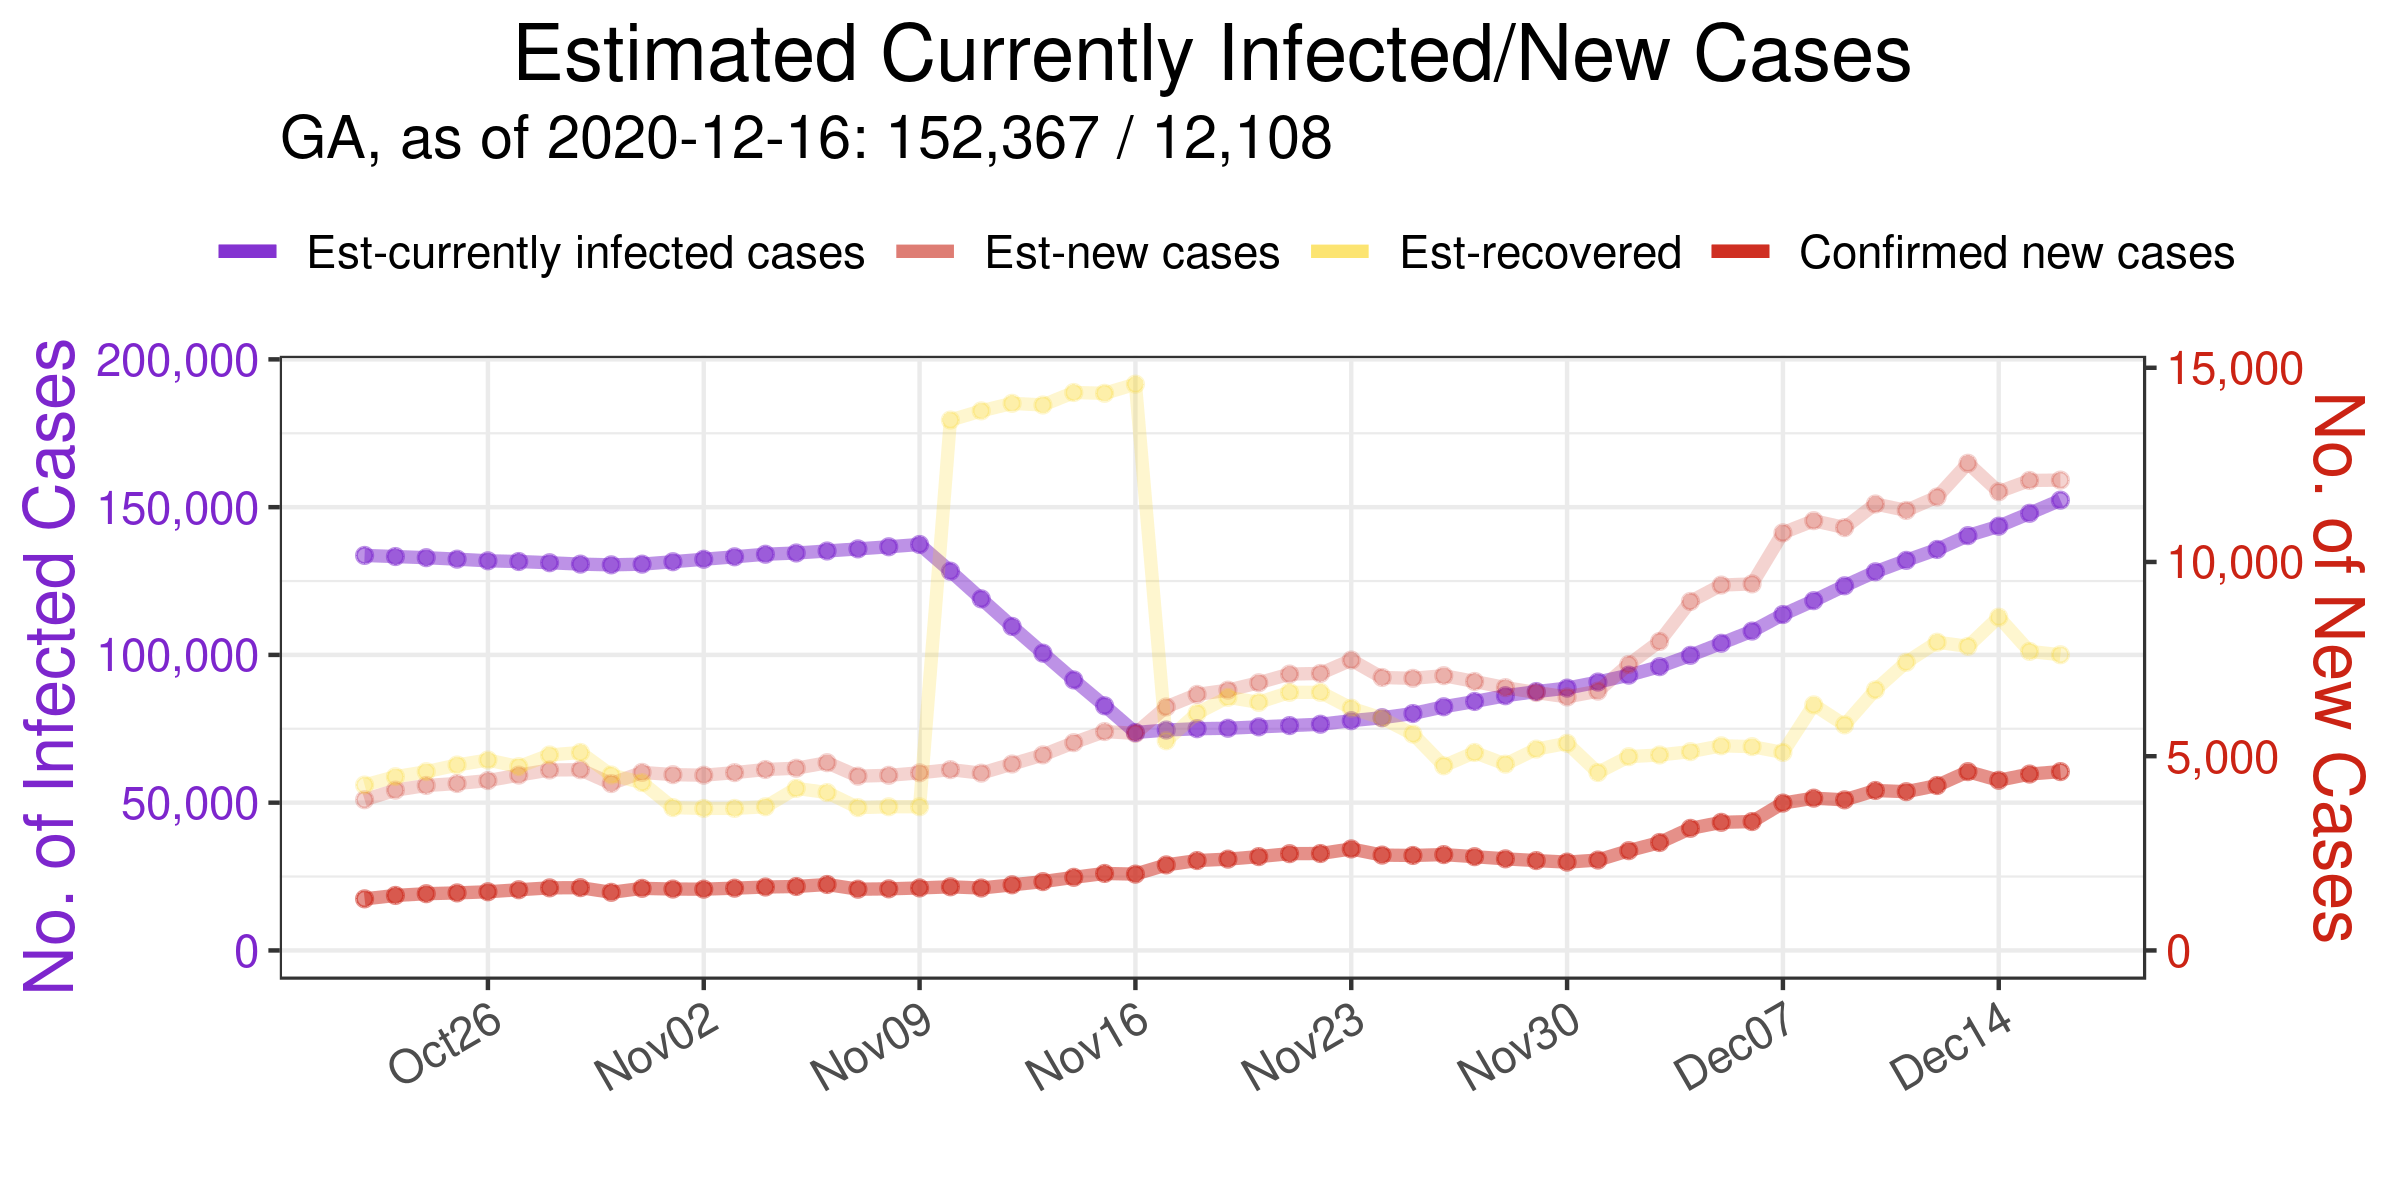 Estimated Currently Infected/New Cases
GA, as of 2020-12-16: 152,367 / 12,108
Est-currently infected cases Est-new cases Est-recovered Confirmed new cases
No. of Infected Cases
200,000
150,000
100,000
50,000
0
15,000
10,000
5,000
0
No. of New Cases
Oct26 Nov02 Nov09 Nov16 Nov23 Nov30 Dec07 Dec14